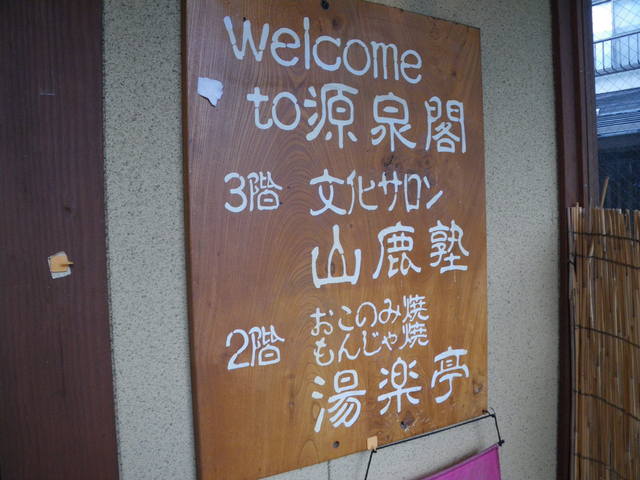 Welcome
to源泉閣
3階 文化サロン
山鹿塾
2階 おこのみ焼
もんじゃ焼
湯楽亭